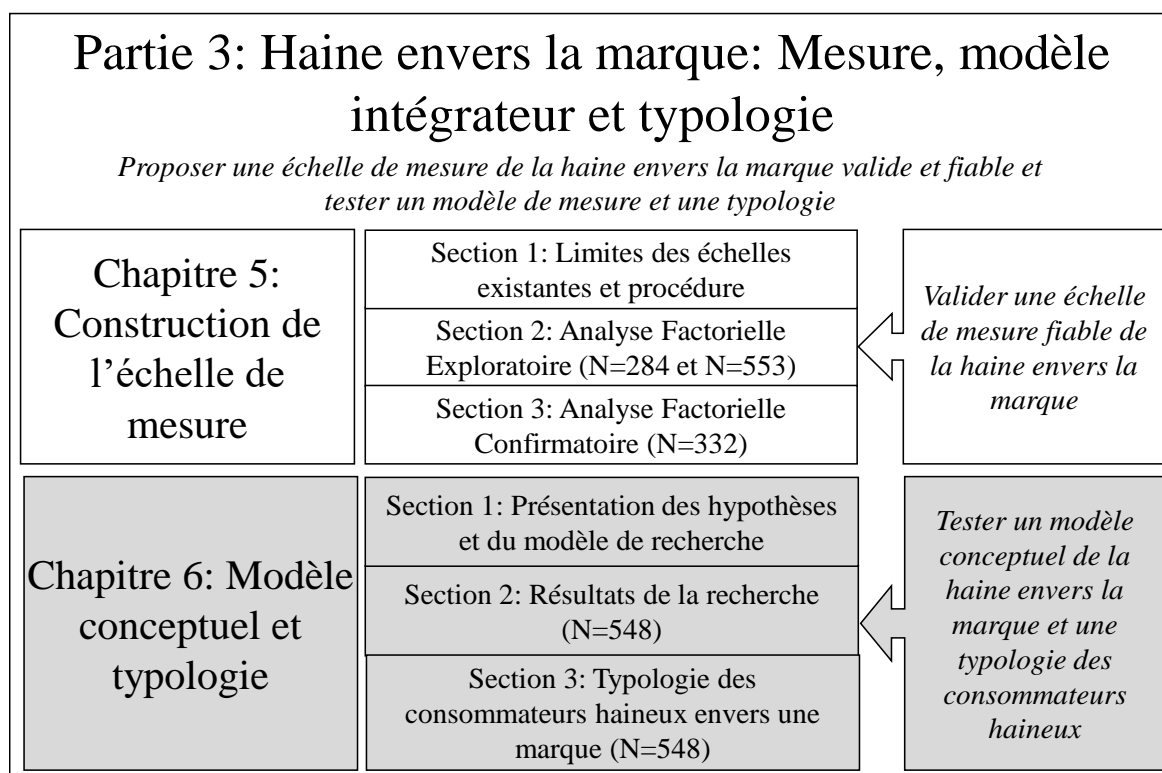 Partie 3: Haine envers la marque: Mesure, modèle
intégrateur et typologie
Proposer une échelle de mesure de la haine envers la marque valide et fiable et
tester un modèle de mesure et une typologie
Chapitre 5:
Construction de
l’échelle de
mesure
Section 1: Limites des échelles
existantes et procédure
Section 2: Analyse Factorielle
Exploratoire (N=284 et N=553)
Section 3: Analyse Factorielle
Confirmatoire (N=332)
Valider une échelle
de mesure fiable de
la haine envers la
marque
Chapitre 6: Modèle
conceptuel et
typologie
Section 1: Présentation des hypothèses
et du modèle de recherche
Section 2: Résultats de la recherche
(N=548)
Section 3: Typologie des
consommateurs haineux envers une
marque (N=548)
Tester un modèle
conceptuel de la
haine envers la
marque et une
typologie des
consommateurs
haineux